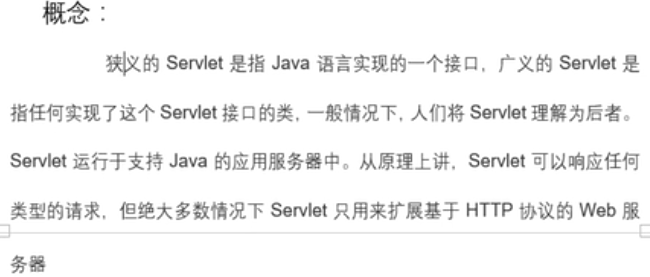 概念：
狭义的 Servlet 是指 Java 语言实现的一个接口，广义的 Servlet 是
指任何实现了这个 Servlet 接口的类，一般情况下，人们将 Servlet 理解为后者。
Servlet 运行于支持 Java 的应用服务器中。从原理上讲，Servlet 可以响应任何
类型的请求，但绝大多数情况下 Servlet 只用来扩展基于 HTTP 协议的 Web 服
务器